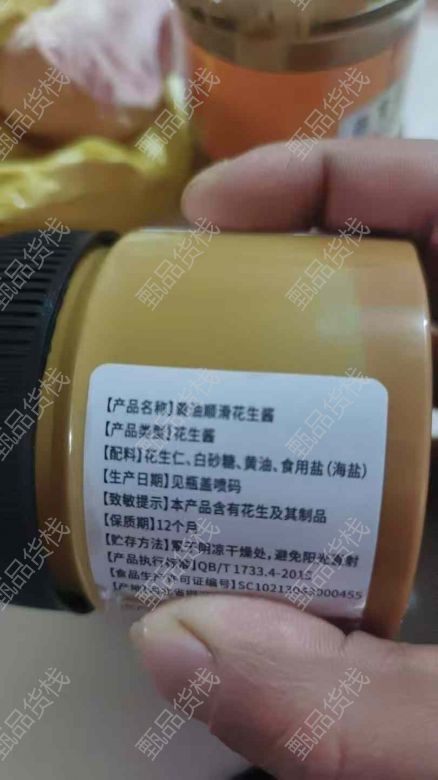 【产品名称】黄油顺滑花生酱
【产品类型】花生酱
【配料】花生仁、白砂糖、黄油、食用盐(海盐)
【生产日期】见瓶盖喷码
【致敏提示】本产品含有花生及其制品
【保质期】12个月
【贮存方法】置于阴凉干燥处,避免阳光直射
【产品执行标准】QB/T 1733.4-2015
【食品生产许可证编号】
甄品货栈